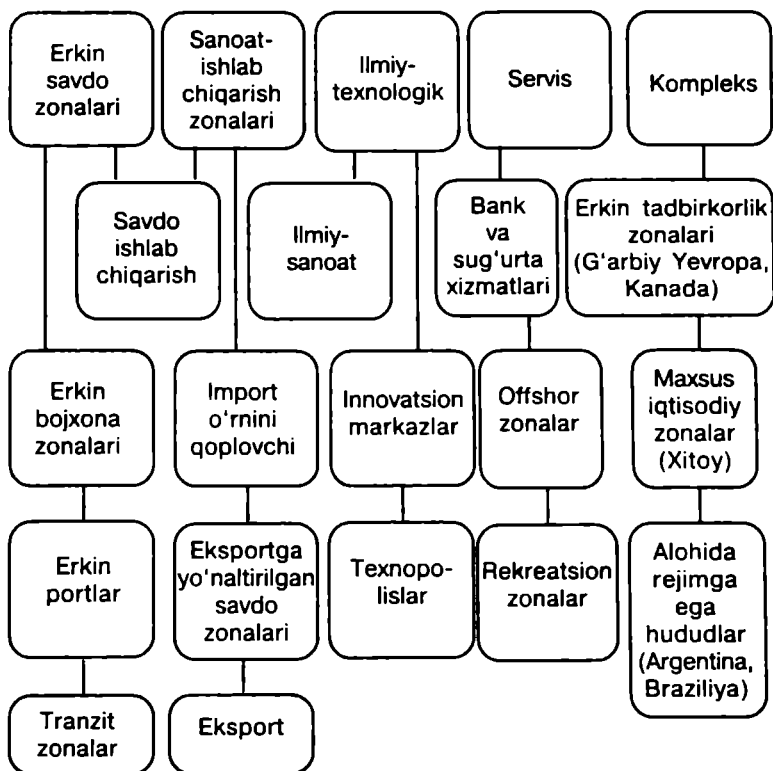 Erkin
savdo
zonalari
Sanoat-
ishlab
chiqarish
zonalari
Ilmiy-
texnologik
Servis
Kompleks
Savdo
ishlab
chiqarish
Ilmiy-
sanoat
Bank
va
sug‘urta
xizmatlari
Erkin tadbirkorlik
zonalari
(G‘arbiy Yevropa,
Kanada)
Erkin
bojxona
zonalari
Import
o‘rnini
qoplovchi
Innovatsion
markazlar
Offshor
zonalar
Maxsus
iqtisodiy
zonalar
(Xitoy)
Erkin
portlar
Eksportga
yo‘naltirilgan
savdo
zonalari
Texnopo-
lislar
Rekreatsion
zonalar
Alohida
rejimga
ega
hududlar
(Argentina,
Braziliya)
Tranzit
zonalar
Eksport